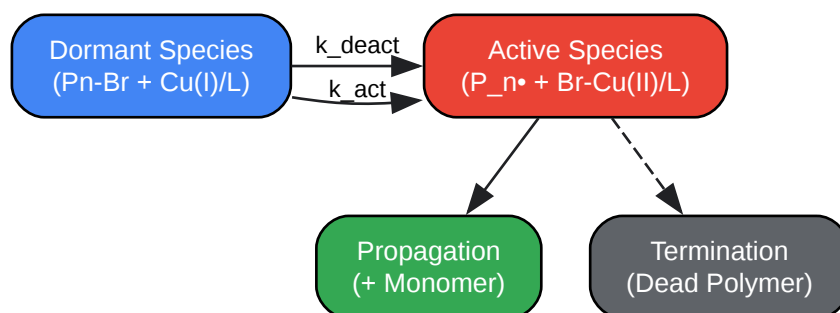 Dormant Species
(Pn-Br + Cu(I)/L)
k_deact
k_act
Active Species
(P_n• + Br-Cu(II)/L)
Propagation
(+ Monomer)
Termination
(Dead Polymer)